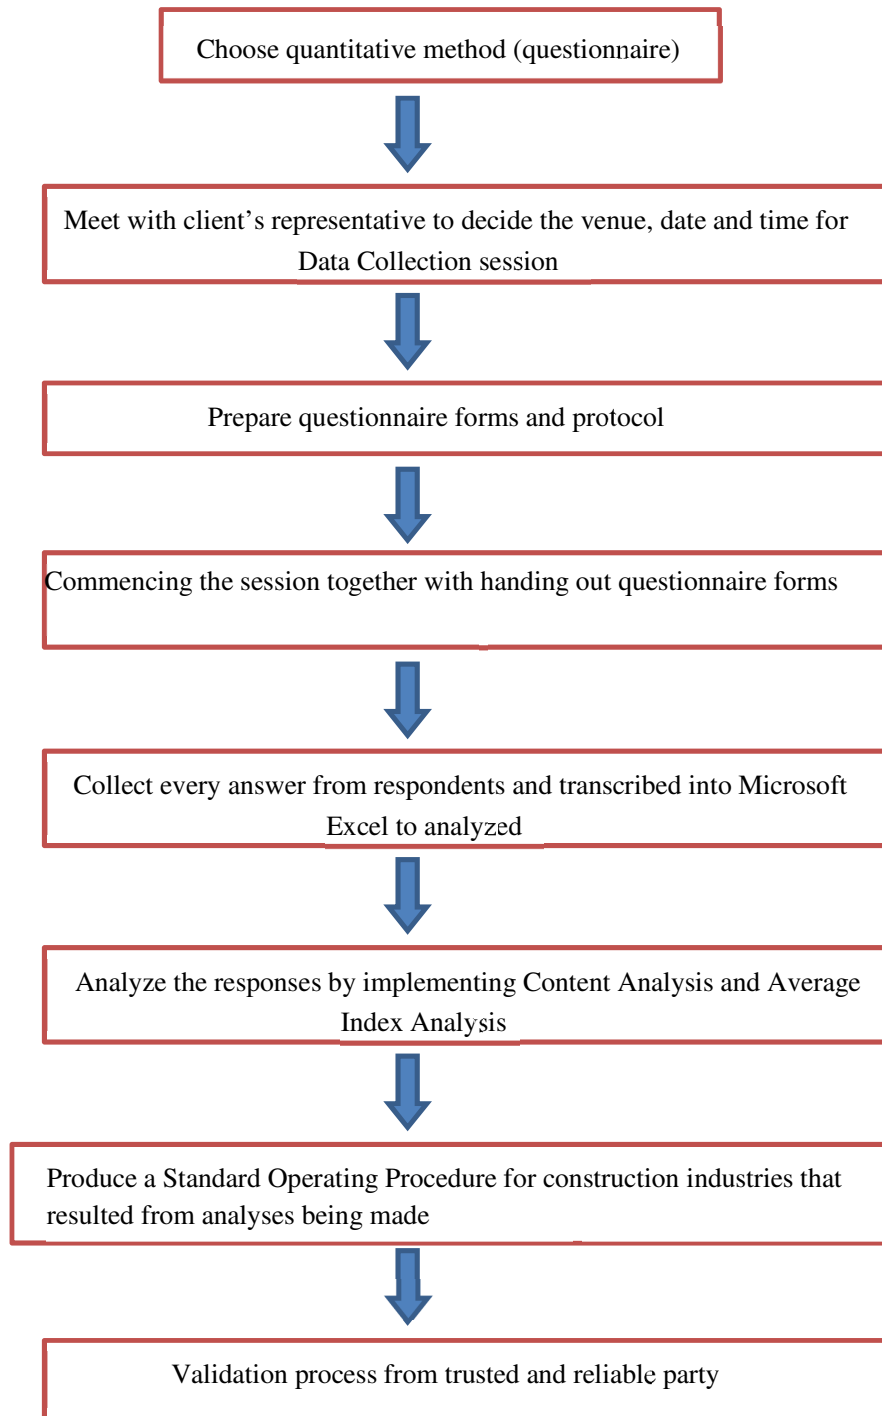 Choose quantitative method (questionnaire)
Meet with client’s representative to decide the venue, date and time for
Data Collection session
Prepare questionnaire forms and protocol
Commencing the session together with handing out questionnaire forms
Collect every answer from respondents and transcribed into Microsoft
Excel to analyzed
Analyze the responses by implementing Content Analysis and Average
Index Analysis
Produce a Standard Operating Procedure for construction industries that
resulted from analyses being made
Validation process from trusted and reliable party